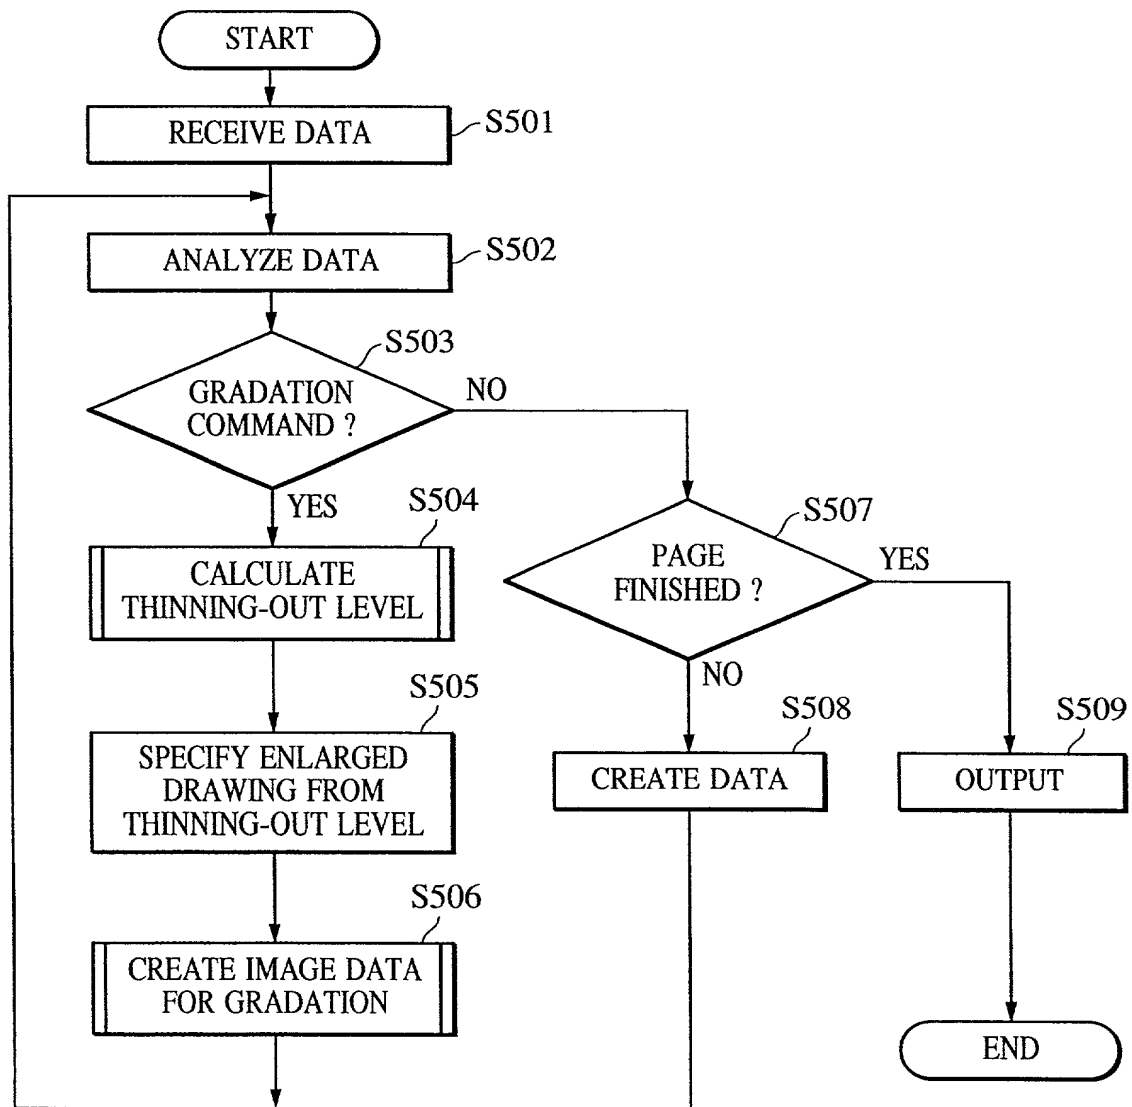 START
RECEIVE DATA
S501
ANALYZE DATA
S502
S503
GRADATION
COMMAND ?
NO
YES
S504
CALCULATE
THINNING-OUT LEVEL
S505
SPECIFY ENLARGED
DRAWING FROM
THINNING-OUT LEVEL
S506
CREATE IMAGE DATA
FOR GRADATION
S507
PAGE
FINISHED ?
YES
NO
S508
CREATE DATA
S509
OUTPUT
END